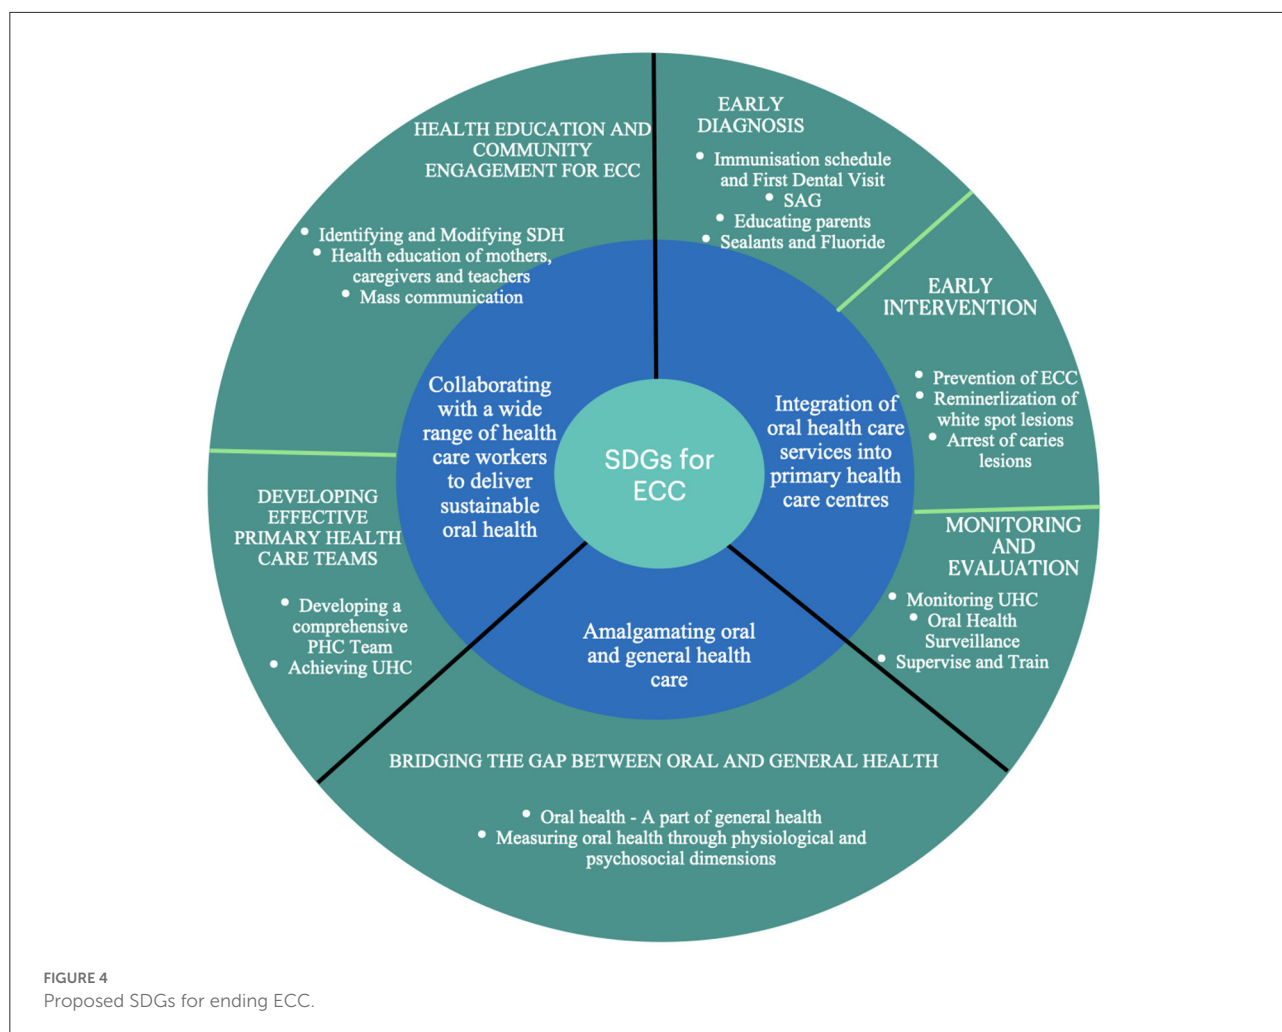 HEALTH EDUCATION AND
COMMUNITY
ENGAGEMENT FOR ECC
• Identifying and Modifying SDH
• Health education of mothers,
caregivers and teachers
• Mass communication
EARLY
DIAGNOSIS
• Immunisation schedule
and First Dental Visit
• SAG
• Educating parents
• Sealants and Fluoride
EARLY
INTERVENTION
• Prevention of ECC
• Reminerlization of
white spot lesions
• Arrest of caries
lesions
MONITORING
AND
EVALUATION
• Monitoring UHC
• Oral Health
Surveillance
• Supervise and Train
DEVELOPING
EFFECTIVE
PRIMARY HEALTH
CARE TEAMS
• Developing a
comprehensive
PHC Team
• Achieving UHC
Collaborating
with a wide
range of health
care workers
to deliver
sustainable
oral health
SDGs for
ECC
Integration of
oral health care
services into
primary health
care centres
Amalgamating oral
and general health
care
BRIDGING THE GAP BETWEEN ORAL AND GENERAL HEALTH
• Oral health - A part of general health
• Measuring oral health through physiological and
psychosocial dimensions
FIGURE 4
Proposed SDGs for ending ECC.